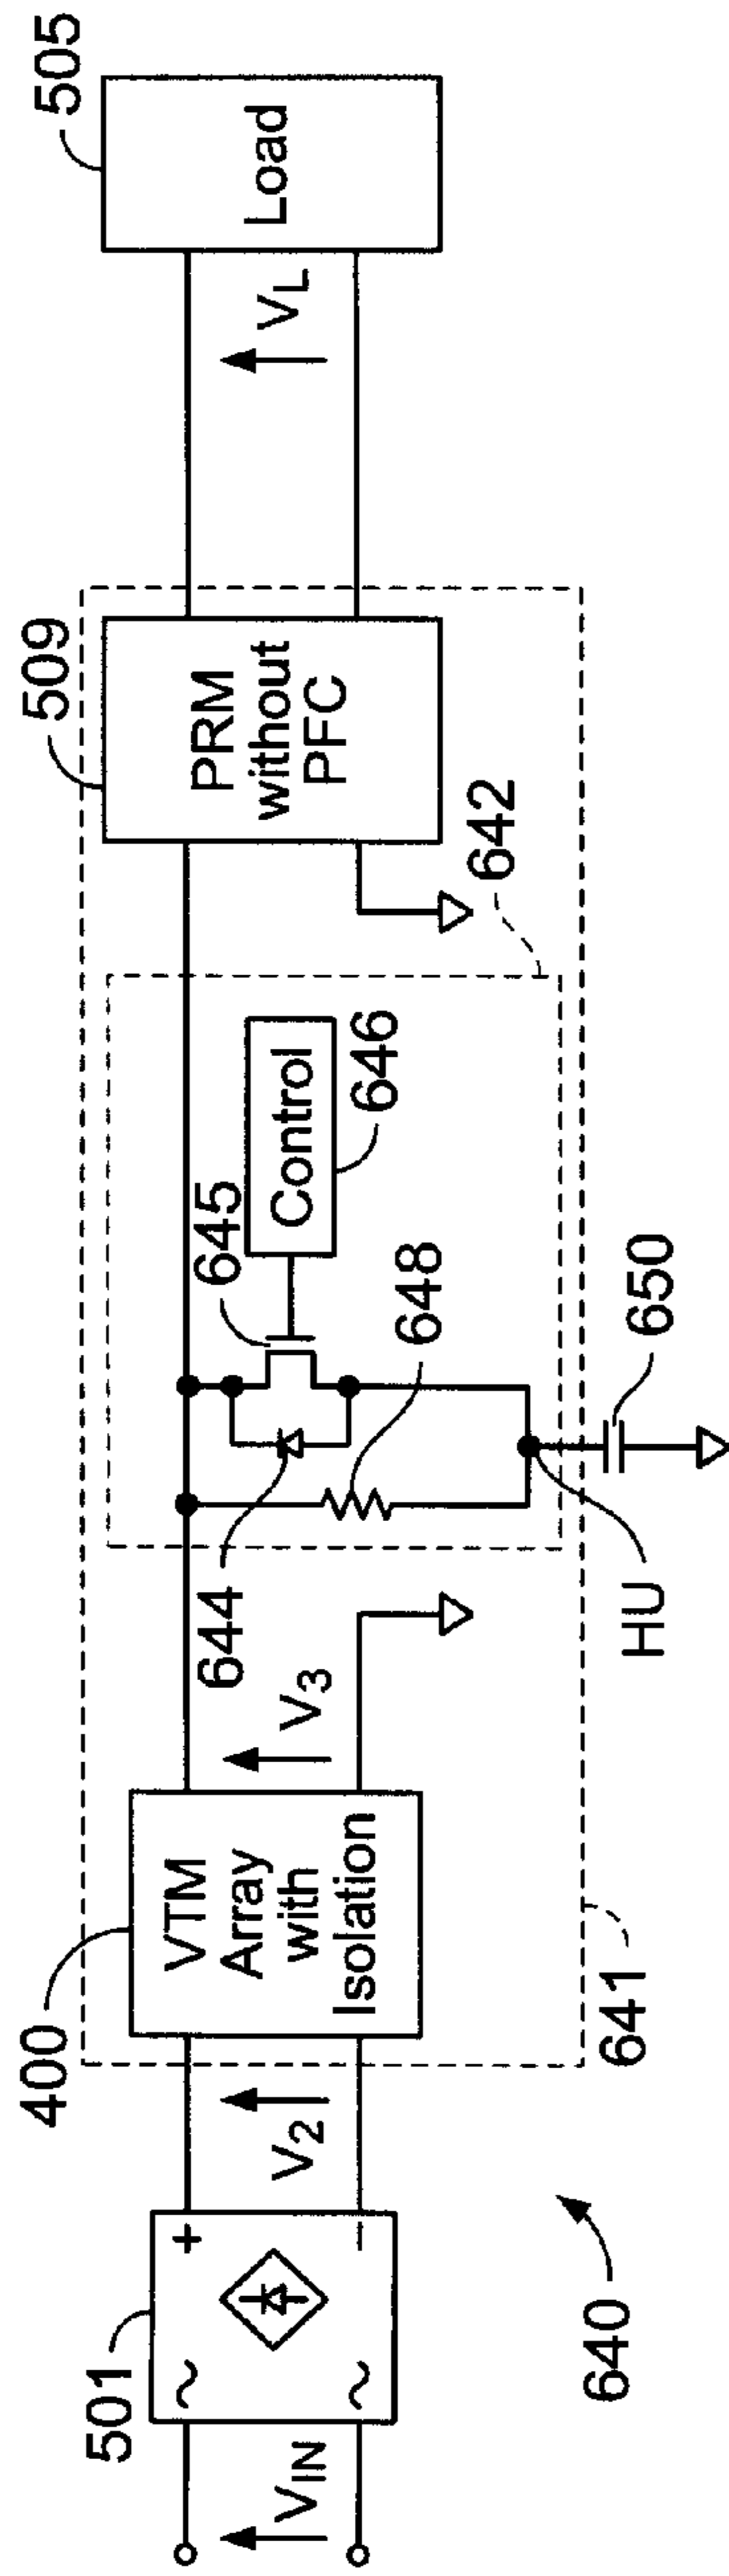 505
Load
VL
509
PRM
without
PFC
642
Control
646
645
648
650
644
HU
V3
400
VTM
Array
with
Isolation
641
V2
640
501
+
−
~
~
VIN